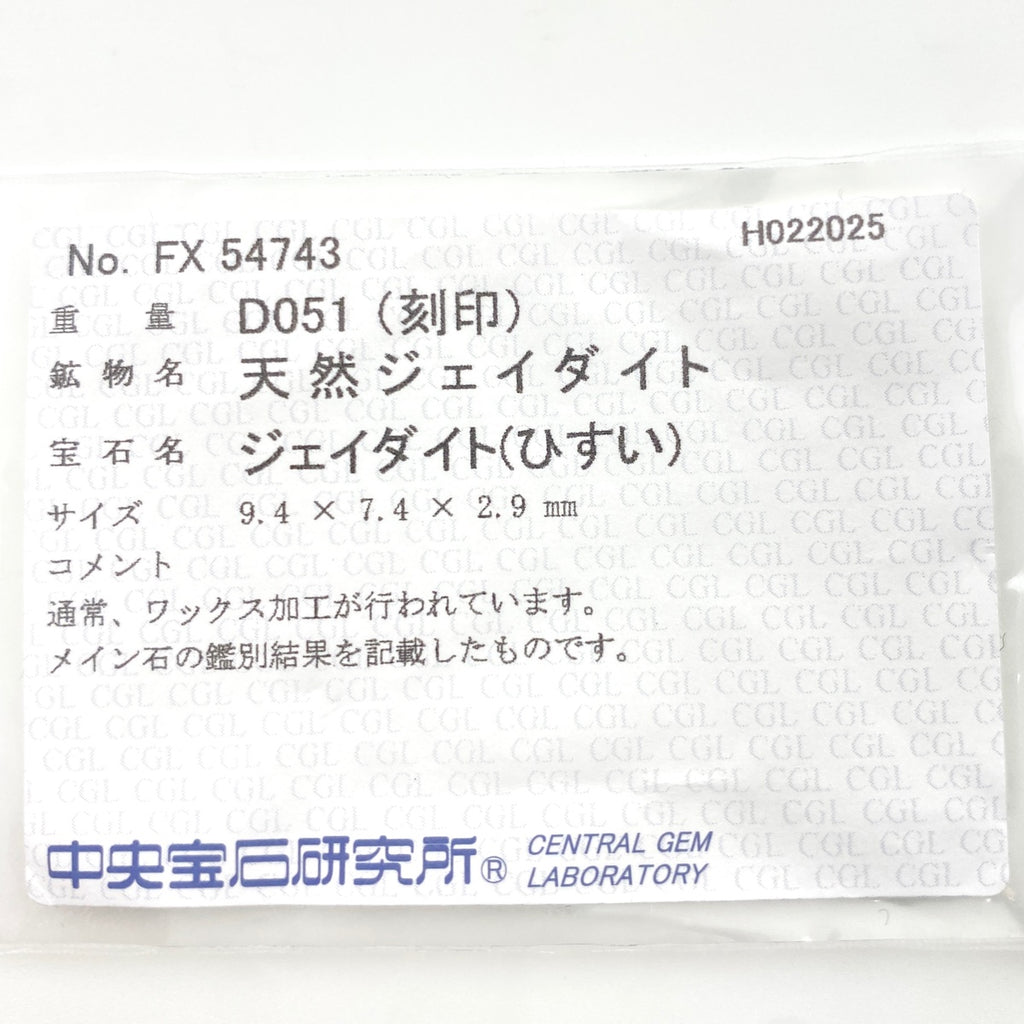 No. FX 54743
H022025
重量 D051 (刻印)
鉱物名 天然ジェイダイト
宝石名 ジェイダイト(ひすい)
サイズ 9.4 × 7.4 × 2.9 mm
コメント
通常、ワックス加工が行われています。
メイン石の鑑別結果を記載したものです。
中央宝石研究所® CENTRAL GEM
LABORATORY